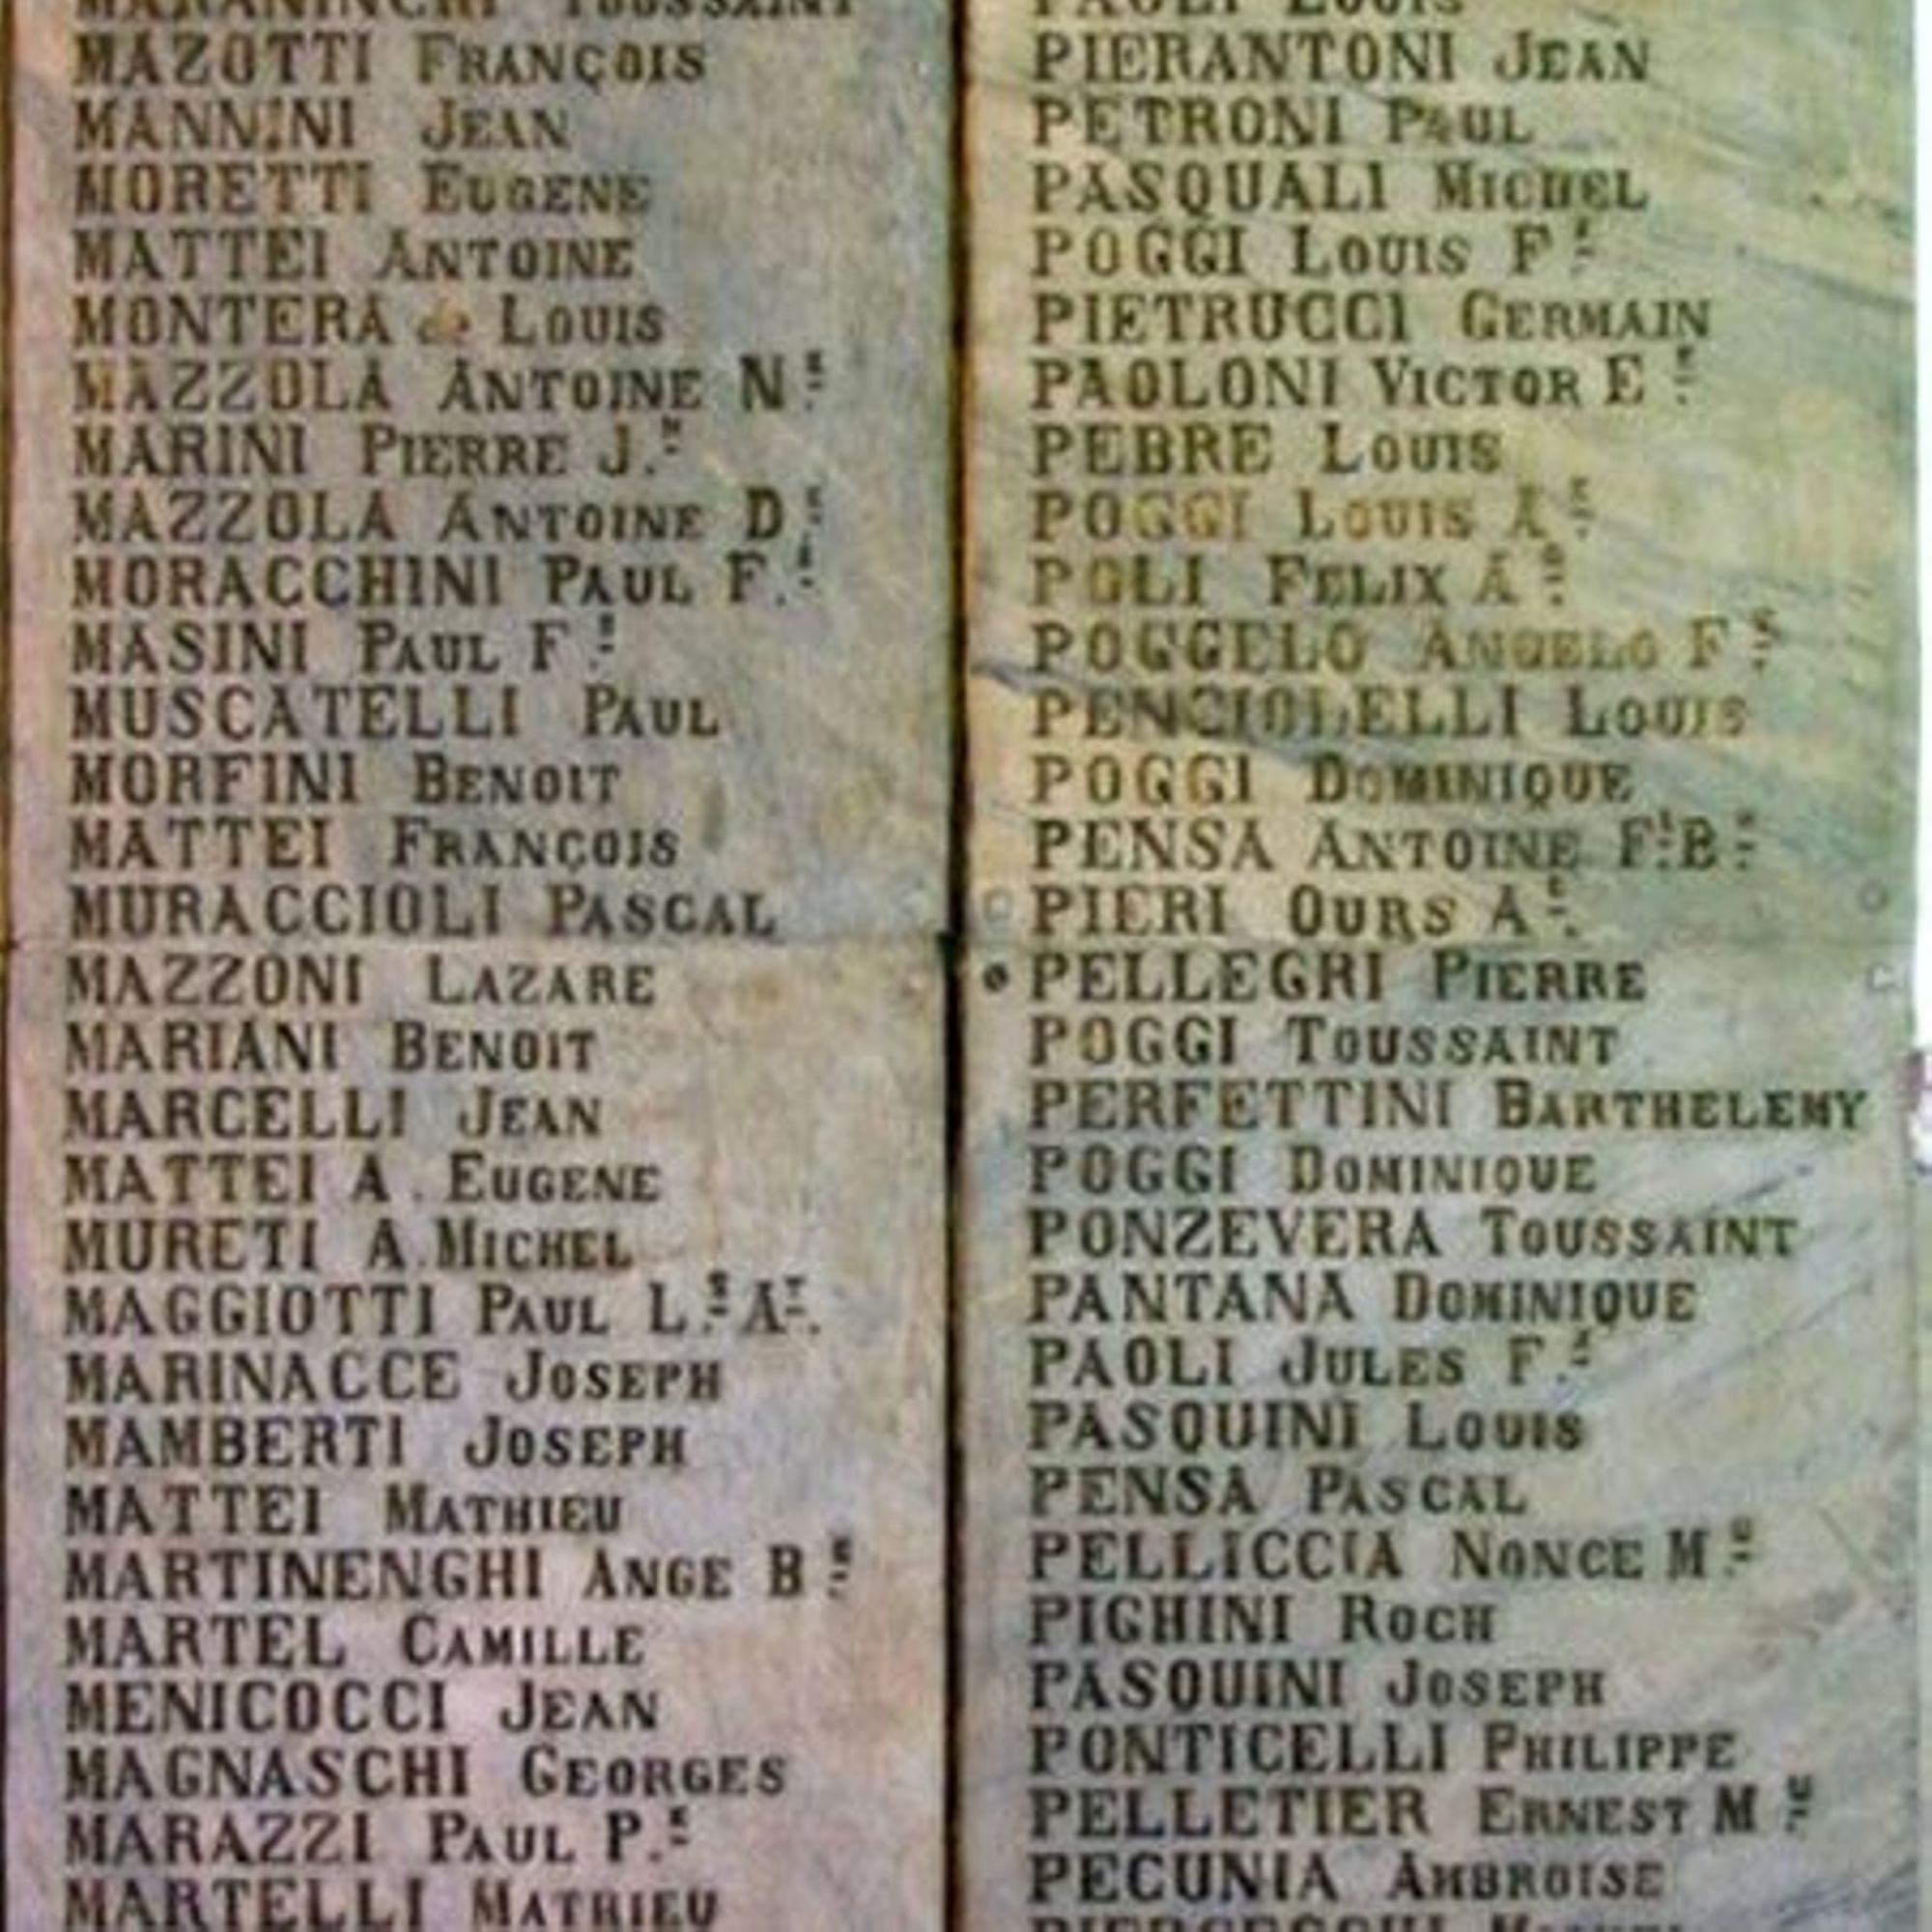 MARANINCHI TOUSSAINT
MAZOTTI FRANÇOIS
MANNINI JEAN
MORETTI EUGENE
MATTEI ANTOINE
MONTERA de LOUIS
MAZZOLA ANTOINE N.
MARINI PIERRE J.
MAZZOLA ANTOINE D.
MORACCHINI PAUL F.
MASINI PAUL F.
MUSCATELLI PAUL
MORFINI BENOIT
MATTEI FRANÇOIS
MURACCIOLI PASCAL
MAZZONI LAZARE
MARIANI BENOIT
MARCELLI JEAN
MATTEI A. EUGENE
MURETI A.MICHEL
MAGGIOTTI PAUL L.S AT.
MARINACCE JOSEPH
MAMBERTI JOSEPH
MATTEI MATHIEU
MARTINENGHI ANGE B.
MARTEL CAMILLE
MENICOCCI JEAN
MAGNASCHI GEORGES
MARAZZI PAUL P.
MARTELLI MATHIEU
PAOLI LOUIS
PIERANTONI JEAN
PETRONI PAUL
PASQUALI MICHEL
POGGI LOUIS F.
PIETRUCCI GERMAIN
PAOLONI VICTOR E.
PEBRE LOUIS
POGGI LOUIS A.
POLI FELIX A.
POGGELO ANGELO F.S
PENCIOLELLI LOUIS
POGGI DOMINIQUE
PENSA ANTOINE F. B.
PIERI OURS A.
PELLEGRI PIERRE
POGGI TOUSSAINT
PERFETTINI BARTHELEMY
POGGI DOMINIQUE
PONZEVERA TOUSSAINT
PANTANA DOMINIQUE
PAOLI JULES F.
PASQUINI LOUIS
PENSA PASCAL
PELLICCIA NONCE M.
PIGHINI ROCH
PASQUINI JOSEPH
PONTICELLI PHILIPPE
PELLETIER ERNEST M.
PECUNIA AMBROISE